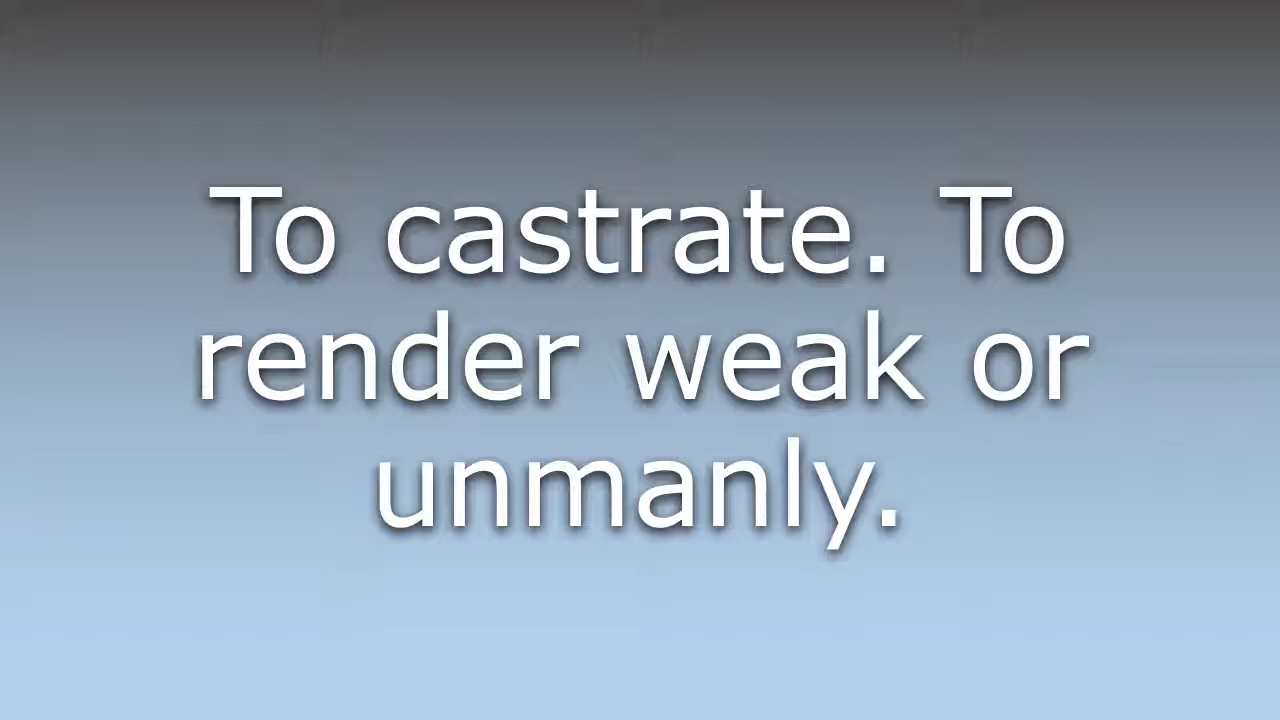 To castrate. To
render weak or
unmanly.